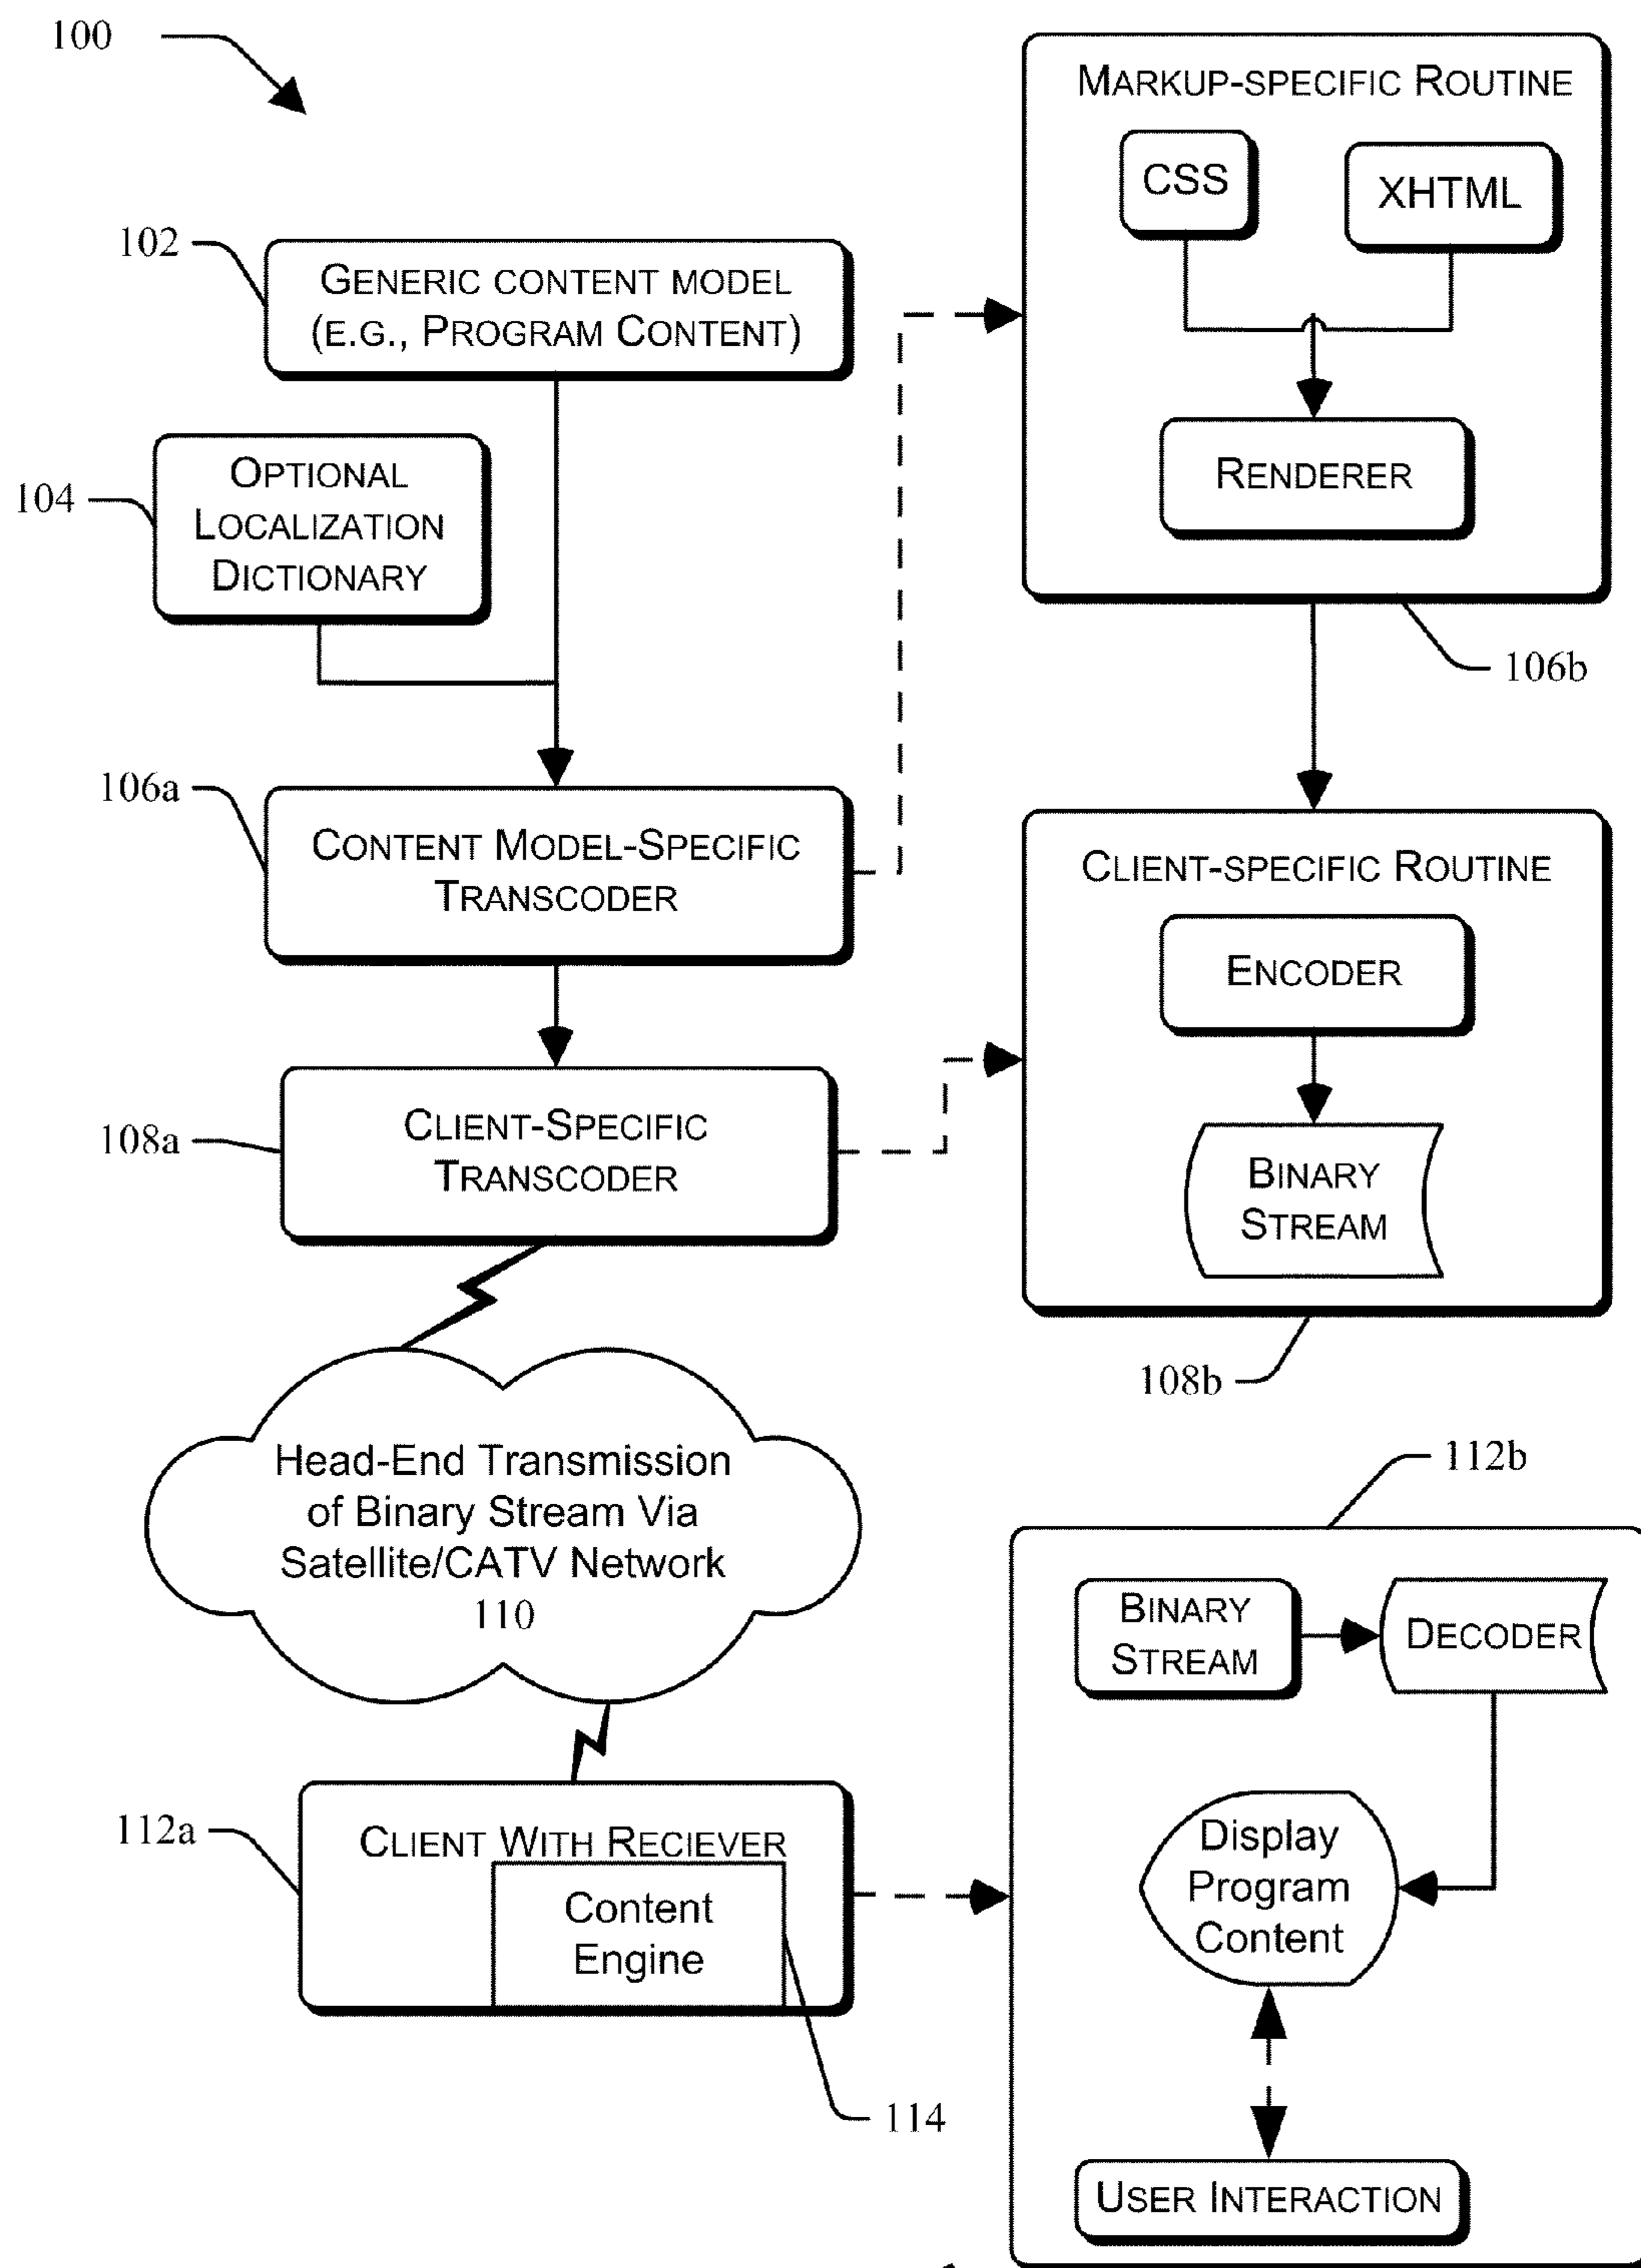 100
MARKUP-SPECIFIC ROUTINE
CSS
XHTML
RENDERER
106b
102
GENERIC CONTENT MODEL
(E.G., PROGRAM CONTENT)
104
OPTIONAL
LOCALIZATION
DICTIONARY
106a
CONTENT MODEL-SPECIFIC
TRANSCODER
CLIENT-SPECIFIC ROUTINE
ENCODER
BINARY
STREAM
108b
108a
CLIENT-SPECIFIC
TRANSCODER
Head-End Transmission
of Binary Stream Via
Satellite/CATV Network
110
112b
BINARY
STREAM
DECODER
Display
Program
Content
USER INTERACTION
112a
CLIENT WITH RECIEVER
Content
Engine
114